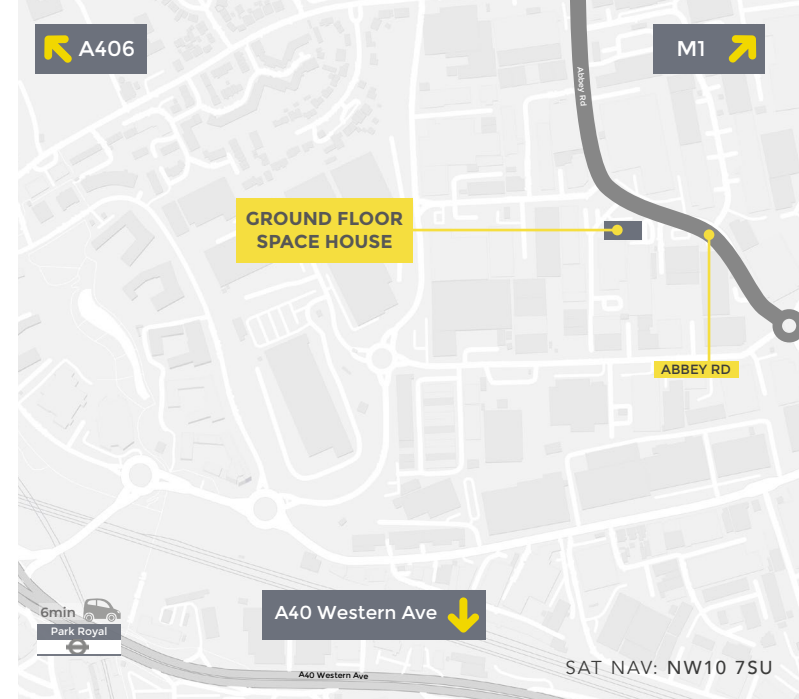 A406
M1
Abbey Rd
GROUND FLOOR
SPACE HOUSE
ABBEY RD
6min
Park Royal
A40 Western Ave
A40 Western Ave
SAT NAV: NW10 7SU